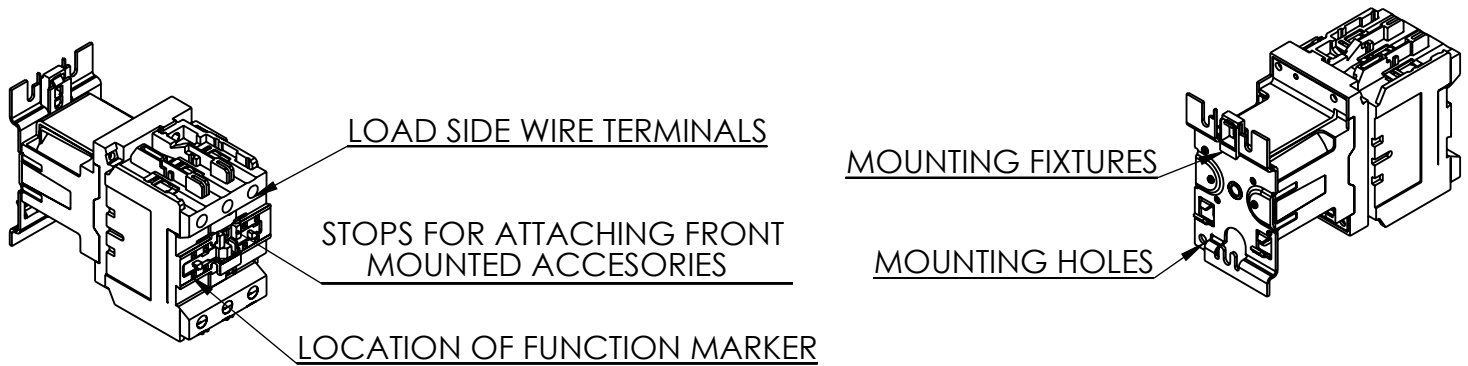 LOAD SIDE WIRE TERMINALS
STOPS FOR ATTACHING FRONT
MOUNTED ACCESORIES
LOCATION OF FUNCTION MARKER
MOUNTING FIXTURES
MOUNTING HOLES